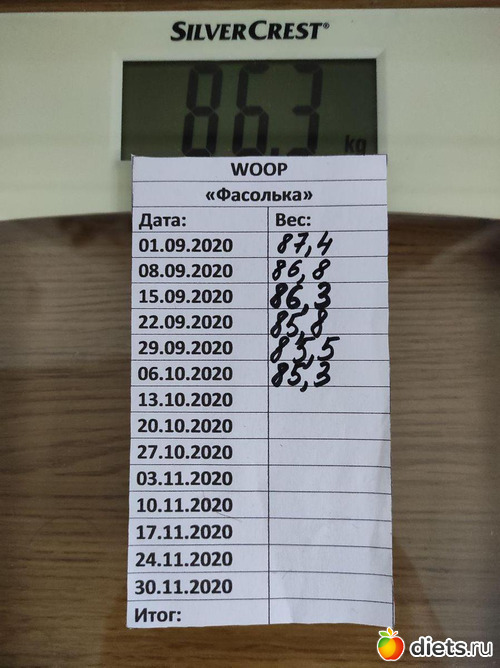 SILVERCREST®
86.3 kg
WOOP
«Фасолька»
Дата: Вес:
01.09.2020 87,4
08.09.2020 86,8
15.09.2020 86,3
22.09.2020 85,8
29.09.2020 85,5
06.10.2020 85,3
13.10.2020
20.10.2020
27.10.2020
03.11.2020
10.11.2020
17.11.2020
24.11.2020
30.11.2020
Итог:
diets.ru